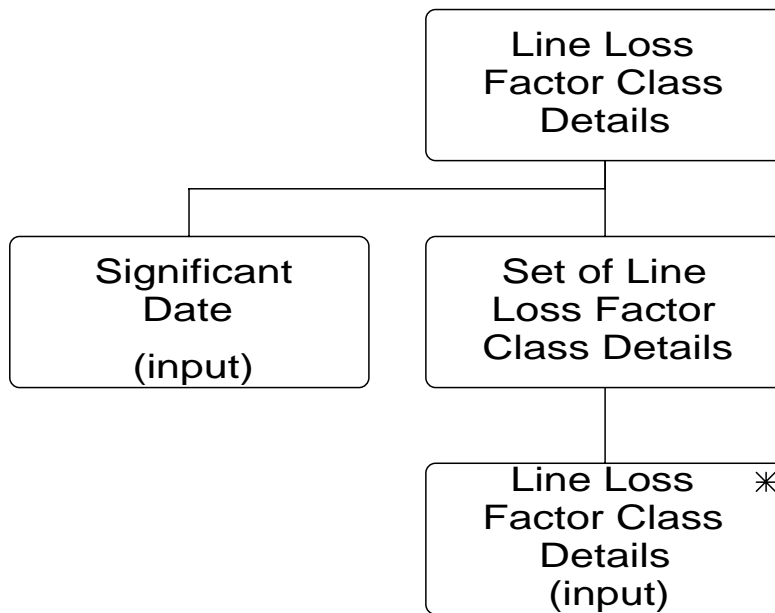 Line Loss
Factor Class
Details
Significant
Date
(input)
Set of Line
Loss Factor
Class Details
Line Loss
Factor Class
Details
(input)